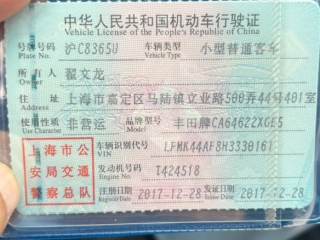 中华人民共和国机动车行驶证
Vehicle License of the People's Republic of China
号牌号码 沪C8365U 车辆类型 小型普通客车
Plate No. Vehicle Type
所有人 翟文龙
Owner
住址 上海市嘉定区马陆镇立业路500弄44号401室
Address
使用性质 非营运 品牌型号 丰田牌CA64622XGE5
Use Character Model
上海市公安局交通警察总队
车辆识别代号 LFMK44AF8H3330161
VIN
发动机号码 T424518
Engine No.
注册日期 2017-12-28 发证日期 2017-12-28
Register Date Issue Date